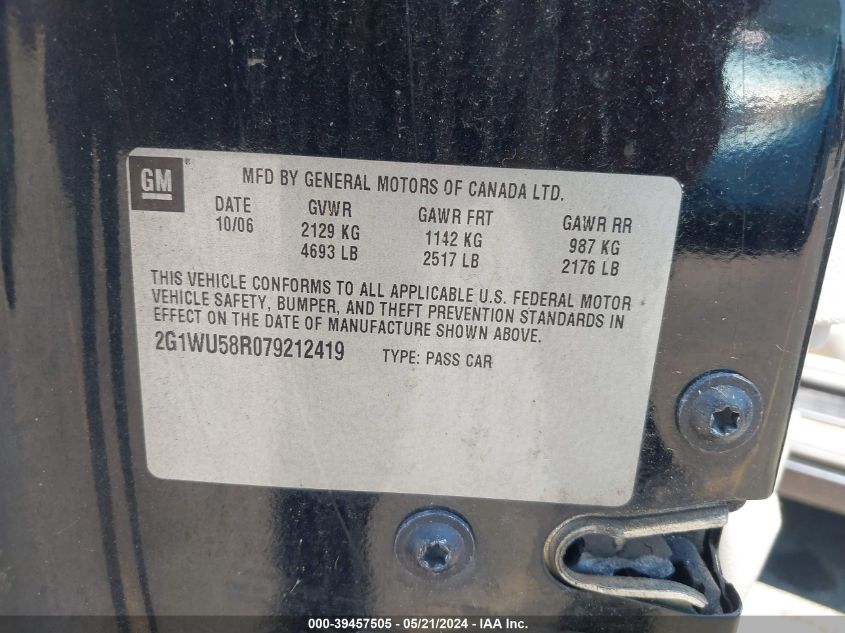 GM
MFD BY GENERAL MOTORS OF CANADA LTD.
DATE GVWR GAWR FRT GAWR RR
10/06 2129 KG 1142 KG 987 KG
4693 LB 2517 LB 2176 LB
THIS VEHICLE CONFORMS TO ALL APPLICABLE U.S. FEDERAL MOTOR
VEHICLE SAFETY, BUMPER, AND THEFT PREVENTION STANDARDS IN
EFFECT ON THE DATE OF MANUFACTURE SHOWN ABOVE.
2G1WU58R079212419 TYPE: PASS CAR
000-39457505 - 05/21/2024 - IAAI Inc.